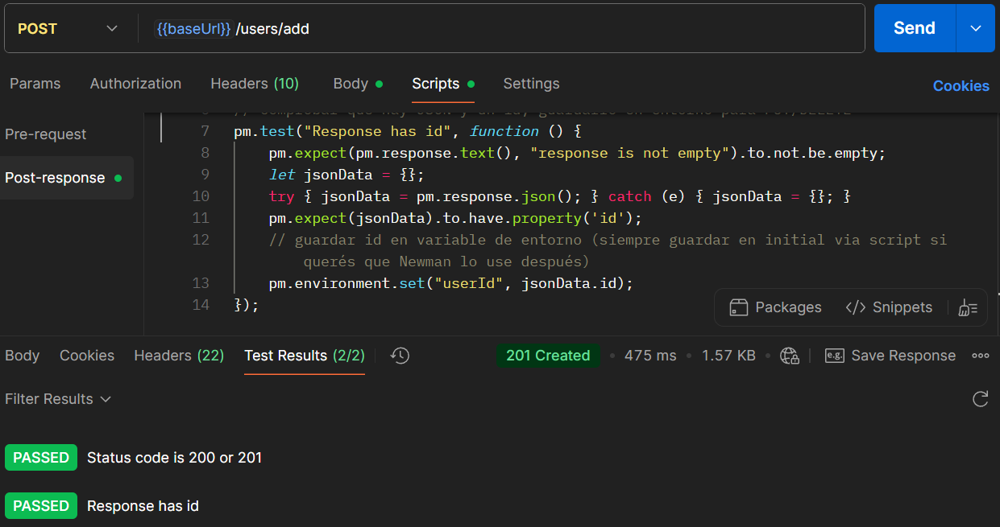 POST
{{baseUrl}} /users/add
Send
Params Authorization Headers (10) Body Scripts Settings Cookies
Pre-request
Post-response
7 pm.test("Response has id", function () {
8 pm.expect(pm.response.text(), "response is not empty").to.not.be.empty;
9 let jsonData = {};
10 try { jsonData = pm.response.json(); } catch (e) { jsonData = {}; }
11 pm.expect(jsonData).to.have.property('id');
12 // guardar id en variable de entorno (siempre guardar en initial via script si
querés que Newman lo use después)
13 pm.environment.set("userId", jsonData.id);
14 });
Packages Snippets
Body Cookies Headers (22) Test Results (2/2) 201 Created 475 ms 1.57 KB e.g. Save Response
Filter Results
PASSED Status code is 200 or 201
PASSED Response has id